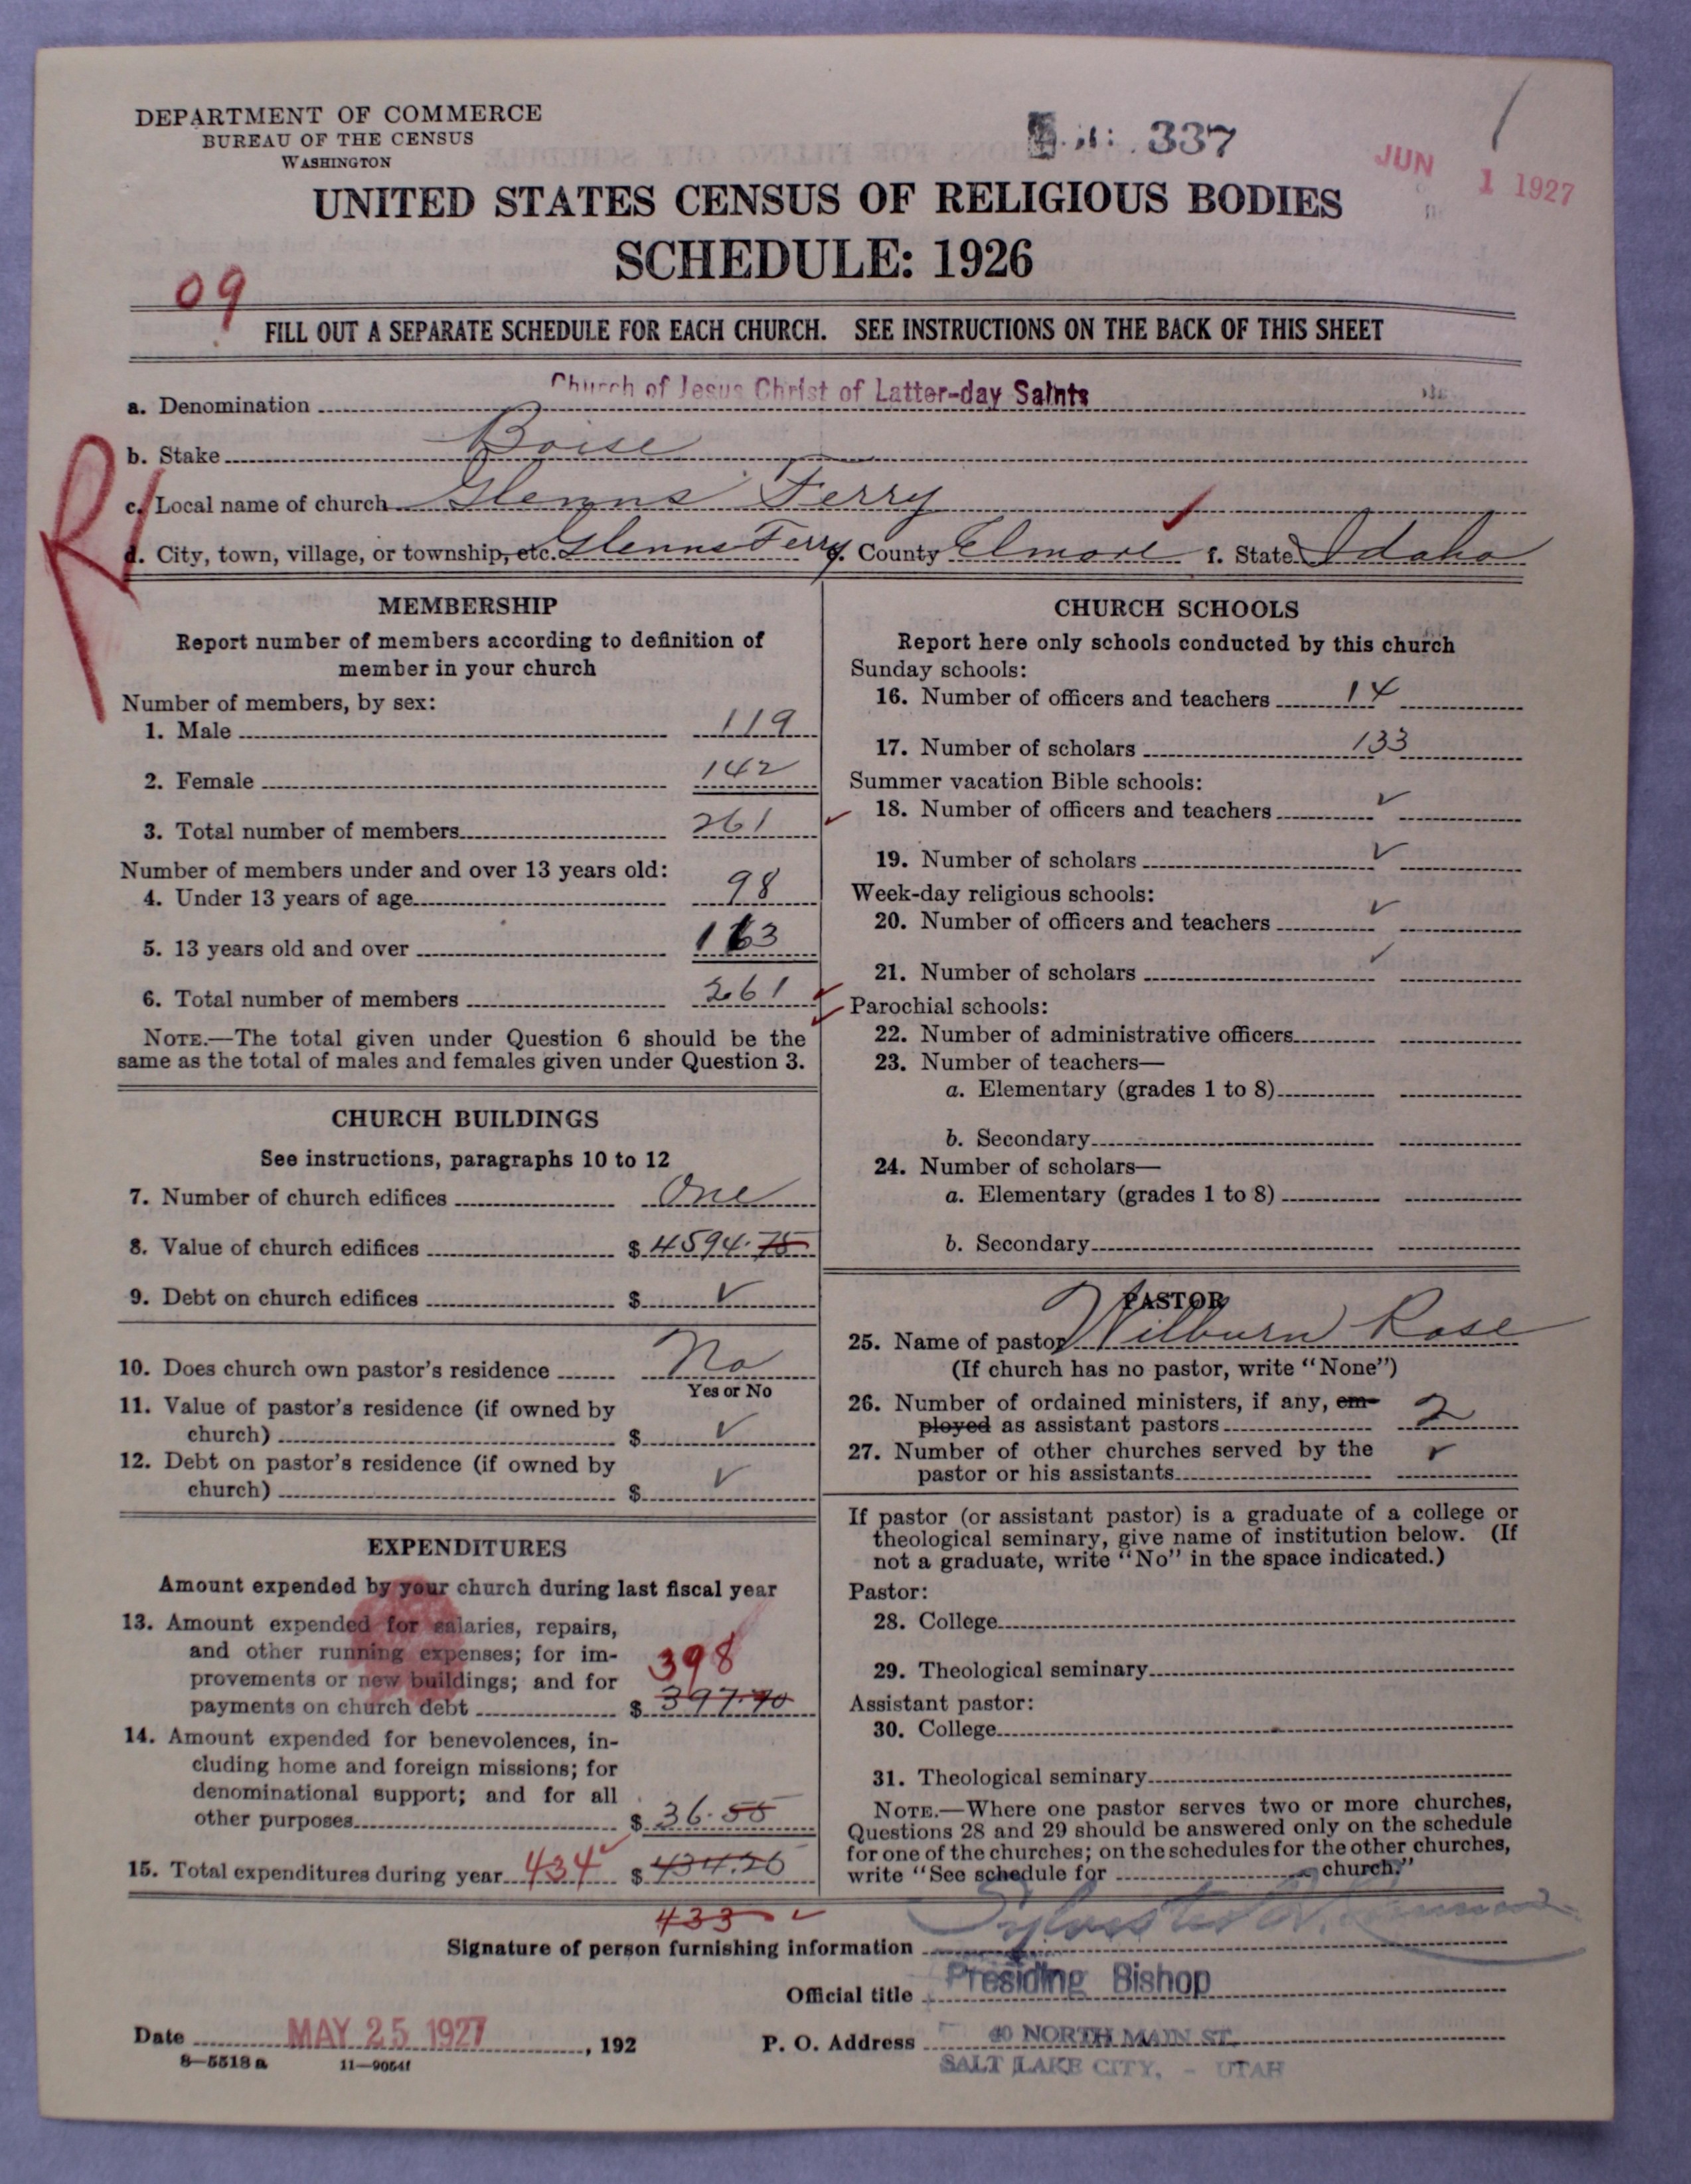 DEPARTMENT OF COMMERCE
BUREAU OF THE CENSUS
WASHINGTON
337
JUN 1 1927
UNITED STATES CENSUS OF RELIGIOUS BODIES
SCHEDULE: 1926
09
FILL OUT A SEPARATE SCHEDULE FOR EACH CHURCH. SEE INSTRUCTIONS ON THE BACK OF THIS SHEET
a. Denomination Church of Jesus Christ of Latter-day Saints
b. Stake Boise
R
c. Local name of church Glenns Ferry
d. City, town, village, or township, etc. Glenns Ferry e. County Elmore f. State Idaho
MEMBERSHIP
Report number of members according to definition of
member in your church
Number of members, by sex:
1. Male 119
2. Female 142
3. Total number of members 261
Number of members under and over 13 years old:
4. Under 13 years of age 98
5. 13 years old and over 163
6. Total number of members 261
NOTE.—The total given under Question 6 should be the
same as the total of males and females given under Question 3.
CHURCH BUILDINGS
See instructions, paragraphs 10 to 12
7. Number of church edifices One
8. Value of church edifices $ 4594.75
9. Debt on church edifices $ ✓
10. Does church own pastor's residence No
Yes or No
11. Value of pastor's residence (if owned by
church) $ ✓
12. Debt on pastor's residence (if owned by
church) $ ✓
EXPENDITURES
Amount expended by your church during last fiscal year
13. Amount expended for salaries, repairs,
and other running expenses; for im-
provements or new buildings; and for 398
payments on church debt $ 397.70
14. Amount expended for benevolences, in-
cluding home and foreign missions; for
denominational support; and for all
other purposes $ 36.55
15. Total expenditures during year 434 $ 434.26
433 ✓
CHURCH SCHOOLS
Report here only schools conducted by this church
Sunday schools:
16. Number of officers and teachers 14
17. Number of scholars 133
Summer vacation Bible schools:
18. Number of officers and teachers ✓
19. Number of scholars ✓
Week-day religious schools:
20. Number of officers and teachers ✓
21. Number of scholars ✓
Parochial schools:
22. Number of administrative officers
23. Number of teachers—
a. Elementary (grades 1 to 8)
b. Secondary
24. Number of scholars—
a. Elementary (grades 1 to 8)
b. Secondary
PASTOR
25. Name of pastor Wilburn Rose
(If church has no pastor, write "None")
26. Number of ordained ministers, if any, em-
ployed as assistant pastors 2
27. Number of other churches served by the
pastor or his assistants ✓
If pastor (or assistant pastor) is a graduate of a college or
theological seminary, give name of institution below. (If
not a graduate, write "No" in the space indicated.)
Pastor:
28. College
29. Theological seminary
Assistant pastor:
30. College
31. Theological seminary
NOTE.—Where one pastor serves two or more churches,
Questions 28 and 29 should be answered only on the schedule
for one of the churches; on the schedules for the other churches,
write "See schedule for church."
Signature of person furnishing information
Official title Presiding Bishop
Date MAY 25 1927, 192
P. O. Address 40 NORTH MAIN ST.
SALT LAKE CITY, - UTAH
8—5518 a 11—9054f